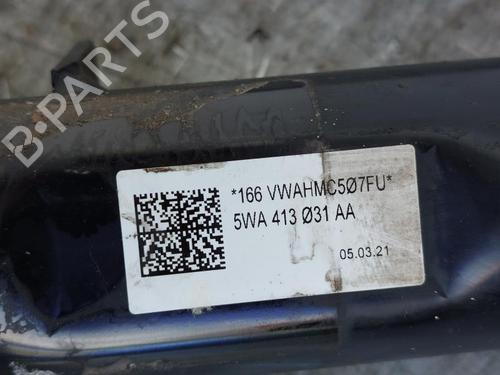 *166 VWAHMC5Ø7FU*
5WA 413 Ø31 AA
05.03.21
B-PARTS